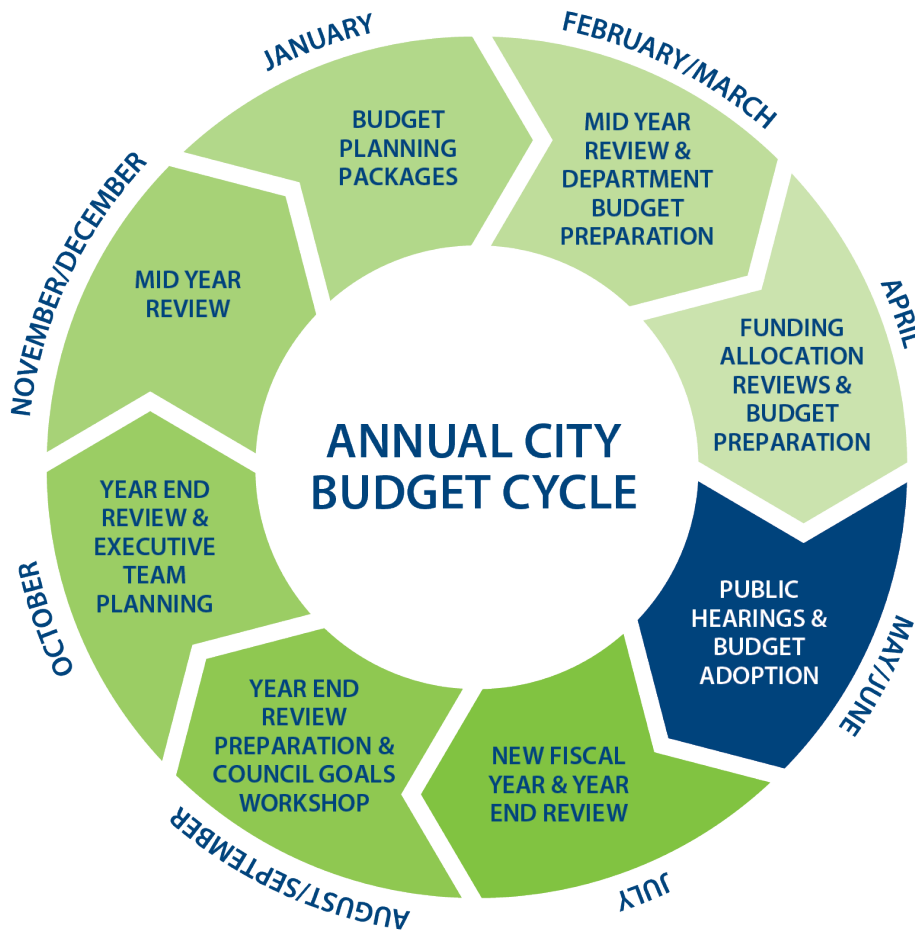 ANNUAL CITY
BUDGET CYCLE
JANUARY
BUDGET
PLANNING
PACKAGES
FEBRUARY/MARCH
MID YEAR
REVIEW &
DEPARTMENT
BUDGET
PREPARATION
APRIL
FUNDING
ALLOCATION
REVIEWS &
BUDGET
PREPARATION
MAY/JUNE
PUBLIC
HEARINGS &
BUDGET
ADOPTION
JULY
NEW FISCAL
YEAR & YEAR
END REVIEW
AUGUST/SEPTEMBER
YEAR END
REVIEW
PREPARATION &
COUNCIL GOALS
WORKSHOP
OCTOBER
YEAR END
REVIEW &
EXECUTIVE
TEAM
PLANNING
NOVEMBER/DECEMBER
MID YEAR
REVIEW